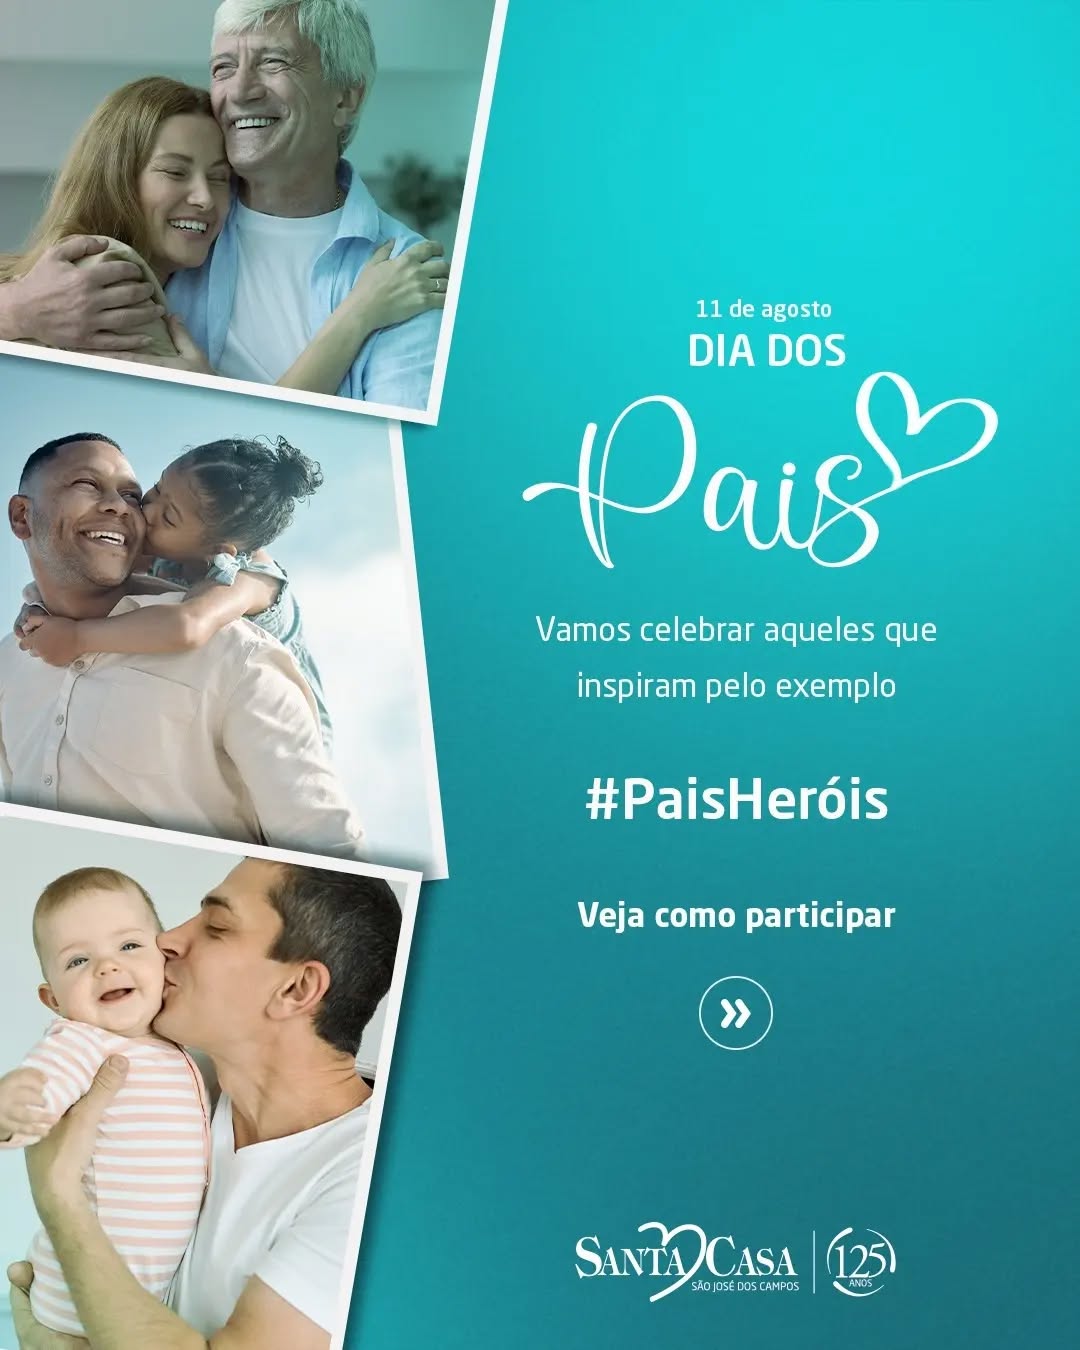 11 de agosto
DIA DOS
Pais
Vamos celebrar aqueles que
inspiram pelo exemplo
#PaisHeróis
Veja como participar
SANTA CASA
SÃO JOSÉ DOS CAMPOS
125
ANOS